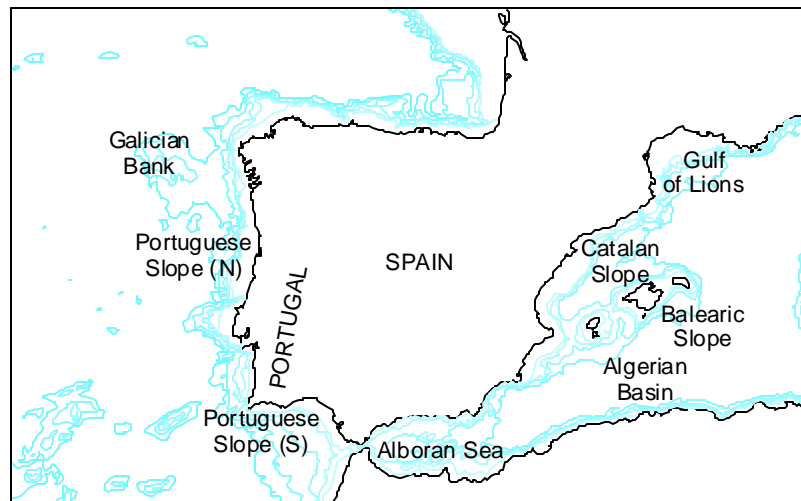 Galician
Bank
Gulf
of Lions
Portuguese
Slope (N)
SPAIN
Catalan
Slope
PORTUGAL
Balearic
Slope
Algerian
Basin
Portuguese
Slope (S)
Alboran Sea